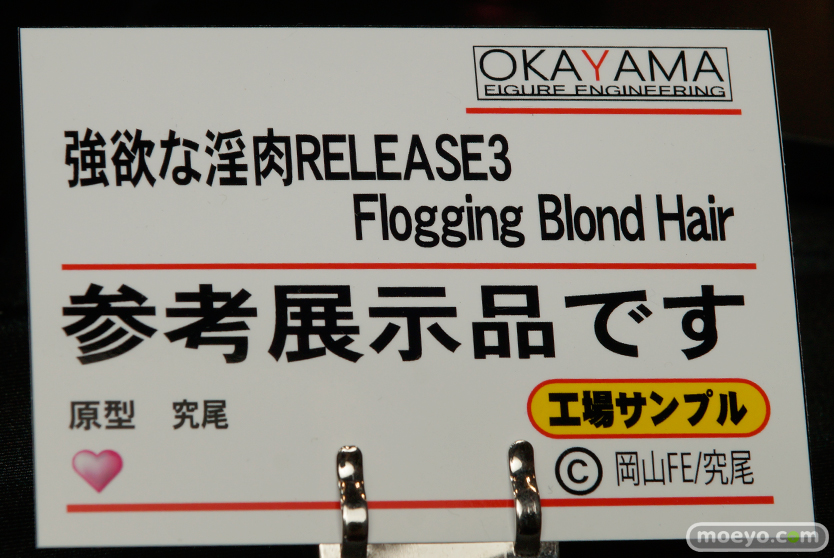 OKAYAMA
FIGURE ENGINEERING
強欲な淫肉RELEASE3
Flogging Blond Hair
参考展示品です
原型 究尾
工場サンプル
© 岡山FE/究尾
moeyo.com